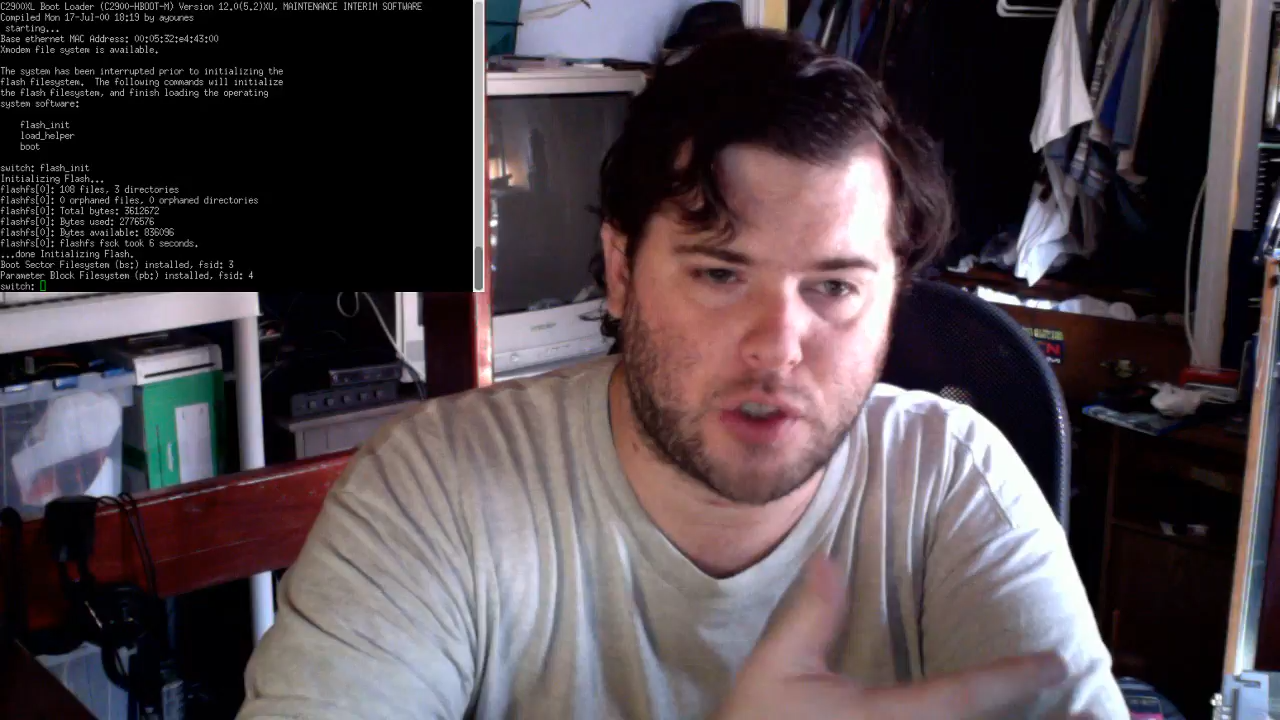 C2900XL Boot Loader (C2900-HBOOT-M) Version 12.0(5.2)XU, MAINTENANCE INTERIM SOFTWARE
Compiled Mon 17-Jul-00 18:19 by ayounes
starting...
Base ethernet MAC Address: 00:05:32:e4:43:00
Xmodem file system is available.
The system has been interrupted prior to initializing the
flash filesystem.  The following commands will initialize
the flash filesystem, and finish loading the operating
system software:
flash_init
load_helper
boot
switch: flash_init
Initializing Flash...
flashfs[0]: 108 files, 3 directories
flashfs[0]: 0 orphaned files, 0 orphaned directories
flashfs[0]: Total bytes: 3612672
flashfs[0]: Bytes used: 2776576
flashfs[0]: Bytes available: 836096
flashfs[0]: flashfs fsck took 6 seconds.
...done Initializing Flash.
Boot Sector Filesystem (bs:) installed, fsid: 3
Parameter Block Filesystem (pb:) installed, fsid: 4
switch: